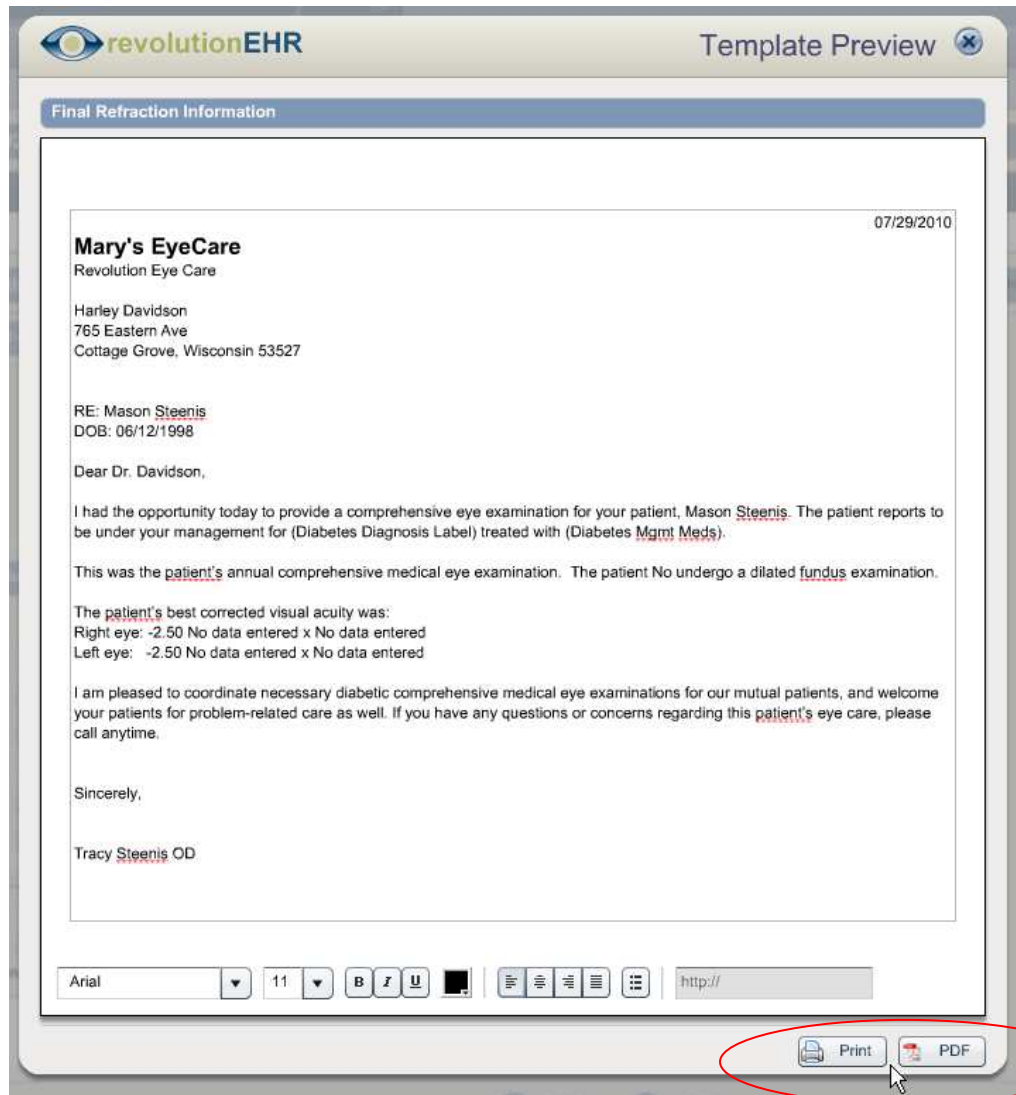 revolutionEHR
Template Preview
Final Refraction Information
07/29/2010
Mary's EyeCare
Revolution Eye Care
Harley Davidson
765 Eastern Ave
Cottage Grove, Wisconsin 53527
RE: Mason Steenis
DOB: 06/12/1998
Dear Dr. Davidson,
I had the opportunity today to provide a comprehensive eye examination for your patient, Mason Steenis. The patient reports to
be under your management for (Diabetes Diagnosis Label) treated with (Diabetes Mgmt Meds).
This was the patient's annual comprehensive medical eye examination.  The patient No undergo a dilated fundus examination.
The patient's best corrected visual acuity was:
Right eye: -2.50 No data entered x No data entered
Left eye:   -2.50 No data entered x No data entered
I am pleased to coordinate necessary diabetic comprehensive medical eye examinations for our mutual patients, and welcome
your patients for problem-related care as well. If you have any questions or concerns regarding this patient's eye care, please
call anytime.
Sincerely,
Tracy Steenis OD
Arial 11 B I U http://
Print PDF